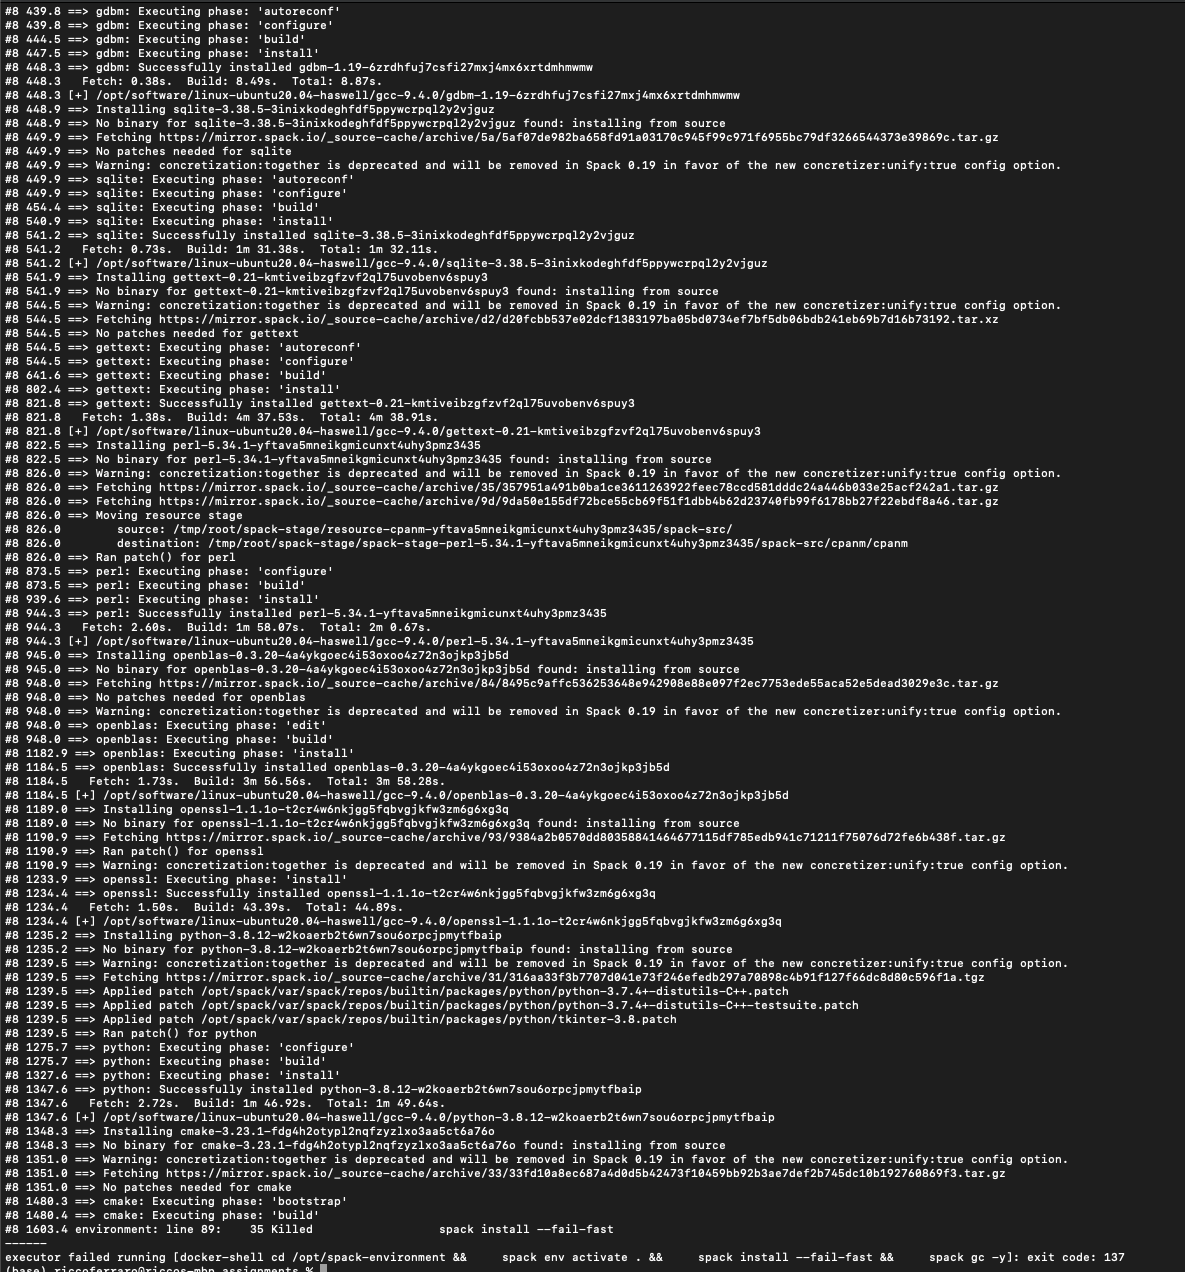 #8 439.8 ==> gdbm: Executing phase: 'autoreconf'
#8 439.8 ==> gdbm: Executing phase: 'configure'
#8 444.5 ==> gdbm: Executing phase: 'build'
#8 447.5 ==> gdbm: Executing phase: 'install'
#8 448.3 ==> gdbm: Successfully installed gdbm-1.19-6zrdhfuj7csfi27mxj4mx6xrtdmhmwmw
#8 448.3   Fetch: 0.38s.  Build: 8.49s.  Total: 8.87s.
#8 448.3 [+] /opt/software/linux-ubuntu20.04-haswell/gcc-9.4.0/gdbm-1.19-6zrdhfuj7csfi27mxj4mx6xrtdmhmwmw
#8 448.9 ==> Installing sqlite-3.38.5-3inixkodeghfdf5ppywcrpql2y2vjguz
#8 448.9 ==> No binary for sqlite-3.38.5-3inixkodeghfdf5ppywcrpql2y2vjguz found: installing from source
#8 449.9 ==> Fetching https://mirror.spack.io/_source-cache/archive/5a/5af07de982ba658fd91a03170c945f99c971f6955bc79df3266544373e39869c.tar.gz
#8 449.9 ==> No patches needed for sqlite
#8 449.9 ==> Warning: concretization:together is deprecated and will be removed in Spack 0.19 in favor of the new concretizer:unify:true config option.
#8 449.9 ==> sqlite: Executing phase: 'autoreconf'
#8 449.9 ==> sqlite: Executing phase: 'configure'
#8 454.4 ==> sqlite: Executing phase: 'build'
#8 540.9 ==> sqlite: Executing phase: 'install'
#8 541.2 ==> sqlite: Successfully installed sqlite-3.38.5-3inixkodeghfdf5ppywcrpql2y2vjguz
#8 541.2   Fetch: 0.73s.  Build: 1m 31.38s.  Total: 1m 32.11s.
#8 541.2 [+] /opt/software/linux-ubuntu20.04-haswell/gcc-9.4.0/sqlite-3.38.5-3inixkodeghfdf5ppywcrpql2y2vjguz
#8 541.9 ==> Installing gettext-0.21-kmtiveibzgfzvf2ql75uvobenv6spuy3
#8 541.9 ==> No binary for gettext-0.21-kmtiveibzgfzvf2ql75uvobenv6spuy3 found: installing from source
#8 544.5 ==> Warning: concretization:together is deprecated and will be removed in Spack 0.19 in favor of the new concretizer:unify:true config option.
#8 544.5 ==> Fetching https://mirror.spack.io/_source-cache/archive/d2/d20fcbb537e02dcf1383197ba05bd0734ef7bf5db06bdb241eb69b7d16b73192.tar.xz
#8 544.5 ==> No patches needed for gettext
#8 544.5 ==> gettext: Executing phase: 'autoreconf'
#8 544.5 ==> gettext: Executing phase: 'configure'
#8 641.6 ==> gettext: Executing phase: 'build'
#8 802.4 ==> gettext: Executing phase: 'install'
#8 821.8 ==> gettext: Successfully installed gettext-0.21-kmtiveibzgfzvf2ql75uvobenv6spuy3
#8 821.8   Fetch: 1.38s.  Build: 4m 37.53s.  Total: 4m 38.91s.
#8 821.8 [+] /opt/software/linux-ubuntu20.04-haswell/gcc-9.4.0/gettext-0.21-kmtiveibzgfzvf2ql75uvobenv6spuy3
#8 822.5 ==> Installing perl-5.34.1-yftava5mneikgmicunxt4uhy3pmz3435
#8 822.5 ==> No binary for perl-5.34.1-yftava5mneikgmicunxt4uhy3pmz3435 found: installing from source
#8 826.0 ==> Warning: concretization:together is deprecated and will be removed in Spack 0.19 in favor of the new concretizer:unify:true config option.
#8 826.0 ==> Fetching https://mirror.spack.io/_source-cache/archive/35/357951a491b0ba1ce3611263922feec78ccd581dddc24a446b033e25acf242a1.tar.gz
#8 826.0 ==> Fetching https://mirror.spack.io/_source-cache/archive/9d/9da50e155df72bce55cb69f51f1dbb4b62d23740fb99f6178bb27f22ebdf8a46.tar.gz
#8 826.0 ==> Moving resource stage
#8 826.0        source: /tmp/root/spack-stage/resource-cpanm-yftava5mneikgmicunxt4uhy3pmz3435/spack-src/
#8 826.0        destination: /tmp/root/spack-stage/spack-stage-perl-5.34.1-yftava5mneikgmicunxt4uhy3pmz3435/spack-src/cpanm/cpanm
#8 826.0 ==> Ran patch() for perl
#8 873.5 ==> perl: Executing phase: 'configure'
#8 873.5 ==> perl: Executing phase: 'build'
#8 939.6 ==> perl: Executing phase: 'install'
#8 944.3 ==> perl: Successfully installed perl-5.34.1-yftava5mneikgmicunxt4uhy3pmz3435
#8 944.3   Fetch: 2.60s.  Build: 1m 58.07s.  Total: 2m 0.67s.
#8 944.3 [+] /opt/software/linux-ubuntu20.04-haswell/gcc-9.4.0/perl-5.34.1-yftava5mneikgmicunxt4uhy3pmz3435
#8 945.0 ==> Installing openblas-0.3.20-4a4ykgoec4i53oxoo4z72n3ojkp3jb5d
#8 945.0 ==> No binary for openblas-0.3.20-4a4ykgoec4i53oxoo4z72n3ojkp3jb5d found: installing from source
#8 948.0 ==> Fetching https://mirror.spack.io/_source-cache/archive/84/8495c9affc536253648e942908e88e097f2ec7753ede55aca52e5dead3029e3c.tar.gz
#8 948.0 ==> No patches needed for openblas
#8 948.0 ==> Warning: concretization:together is deprecated and will be removed in Spack 0.19 in favor of the new concretizer:unify:true config option.
#8 948.0 ==> openblas: Executing phase: 'edit'
#8 948.0 ==> openblas: Executing phase: 'build'
#8 1182.9 ==> openblas: Executing phase: 'install'
#8 1184.5 ==> openblas: Successfully installed openblas-0.3.20-4a4ykgoec4i53oxoo4z72n3ojkp3jb5d
#8 1184.5   Fetch: 1.73s.  Build: 3m 56.56s.  Total: 3m 58.28s.
#8 1184.5 [+] /opt/software/linux-ubuntu20.04-haswell/gcc-9.4.0/openblas-0.3.20-4a4ykgoec4i53oxoo4z72n3ojkp3jb5d
#8 1189.0 ==> Installing openssl-1.1.1o-t2cr4w6nkjgg5fqbvgjkfw3zm6g6xg3q
#8 1189.0 ==> No binary for openssl-1.1.1o-t2cr4w6nkjgg5fqbvgjkfw3zm6g6xg3q found: installing from source
#8 1190.9 ==> Fetching https://mirror.spack.io/_source-cache/archive/93/9384a2b0570dd80358841464677115df785edb941c71211f75076d72fe6b438f.tar.gz
#8 1190.9 ==> Ran patch() for openssl
#8 1190.9 ==> Warning: concretization:together is deprecated and will be removed in Spack 0.19 in favor of the new concretizer:unify:true config option.
#8 1233.9 ==> openssl: Executing phase: 'install'
#8 1234.4 ==> openssl: Successfully installed openssl-1.1.1o-t2cr4w6nkjgg5fqbvgjkfw3zm6g6xg3q
#8 1234.4   Fetch: 1.50s.  Build: 43.39s.  Total: 44.89s.
#8 1234.4 [+] /opt/software/linux-ubuntu20.04-haswell/gcc-9.4.0/openssl-1.1.1o-t2cr4w6nkjgg5fqbvgjkfw3zm6g6xg3q
#8 1235.2 ==> Installing python-3.8.12-w2koaerb2t6wn7sou6orpcjpmytfbaip
#8 1235.2 ==> No binary for python-3.8.12-w2koaerb2t6wn7sou6orpcjpmytfbaip found: installing from source
#8 1239.5 ==> Warning: concretization:together is deprecated and will be removed in Spack 0.19 in favor of the new concretizer:unify:true config option.
#8 1239.5 ==> Fetching https://mirror.spack.io/_source-cache/archive/31/316aa33f3b7707d041e73f246efedb297a70898c4b91f127f66dc8d80c596f1a.tgz
#8 1239.5 ==> Applied patch /opt/spack/var/spack/repos/builtin/packages/python/python-3.7.4+-distutils-C++.patch
#8 1239.5 ==> Applied patch /opt/spack/var/spack/repos/builtin/packages/python/python-3.7.4+-distutils-C++-testsuite.patch
#8 1239.5 ==> Applied patch /opt/spack/var/spack/repos/builtin/packages/python/tkinter-3.8.patch
#8 1239.5 ==> Ran patch() for python
#8 1275.7 ==> python: Executing phase: 'configure'
#8 1275.7 ==> python: Executing phase: 'build'
#8 1327.6 ==> python: Executing phase: 'install'
#8 1347.6 ==> python: Successfully installed python-3.8.12-w2koaerb2t6wn7sou6orpcjpmytfbaip
#8 1347.6   Fetch: 2.72s.  Build: 1m 46.92s.  Total: 1m 49.64s.
#8 1347.6 [+] /opt/software/linux-ubuntu20.04-haswell/gcc-9.4.0/python-3.8.12-w2koaerb2t6wn7sou6orpcjpmytfbaip
#8 1348.3 ==> Installing cmake-3.23.1-fdg4h2otypl2nqfzyzlxo3aa5ct6a76o
#8 1348.3 ==> No binary for cmake-3.23.1-fdg4h2otypl2nqfzyzlxo3aa5ct6a76o found: installing from source
#8 1351.0 ==> Warning: concretization:together is deprecated and will be removed in Spack 0.19 in favor of the new concretizer:unify:true config option.
#8 1351.0 ==> Fetching https://mirror.spack.io/_source-cache/archive/33/33fd10a8ec687a4d0d5b42473f10459bb92b3ae7def2b745dc10b192760869f3.tar.gz
#8 1351.0 ==> No patches needed for cmake
#8 1480.3 ==> cmake: Executing phase: 'bootstrap'
#8 1480.4 ==> cmake: Executing phase: 'build'
#8 1603.4 environment: line 89:    35 Killed                  spack install --fail-fast
------
executor failed running [docker-shell cd /opt/spack-environment &&     spack env activate . &&     spack install --fail-fast &&     spack gc -y]: exit code: 137
(base) riccoferraro@riccos-mbp assignments %